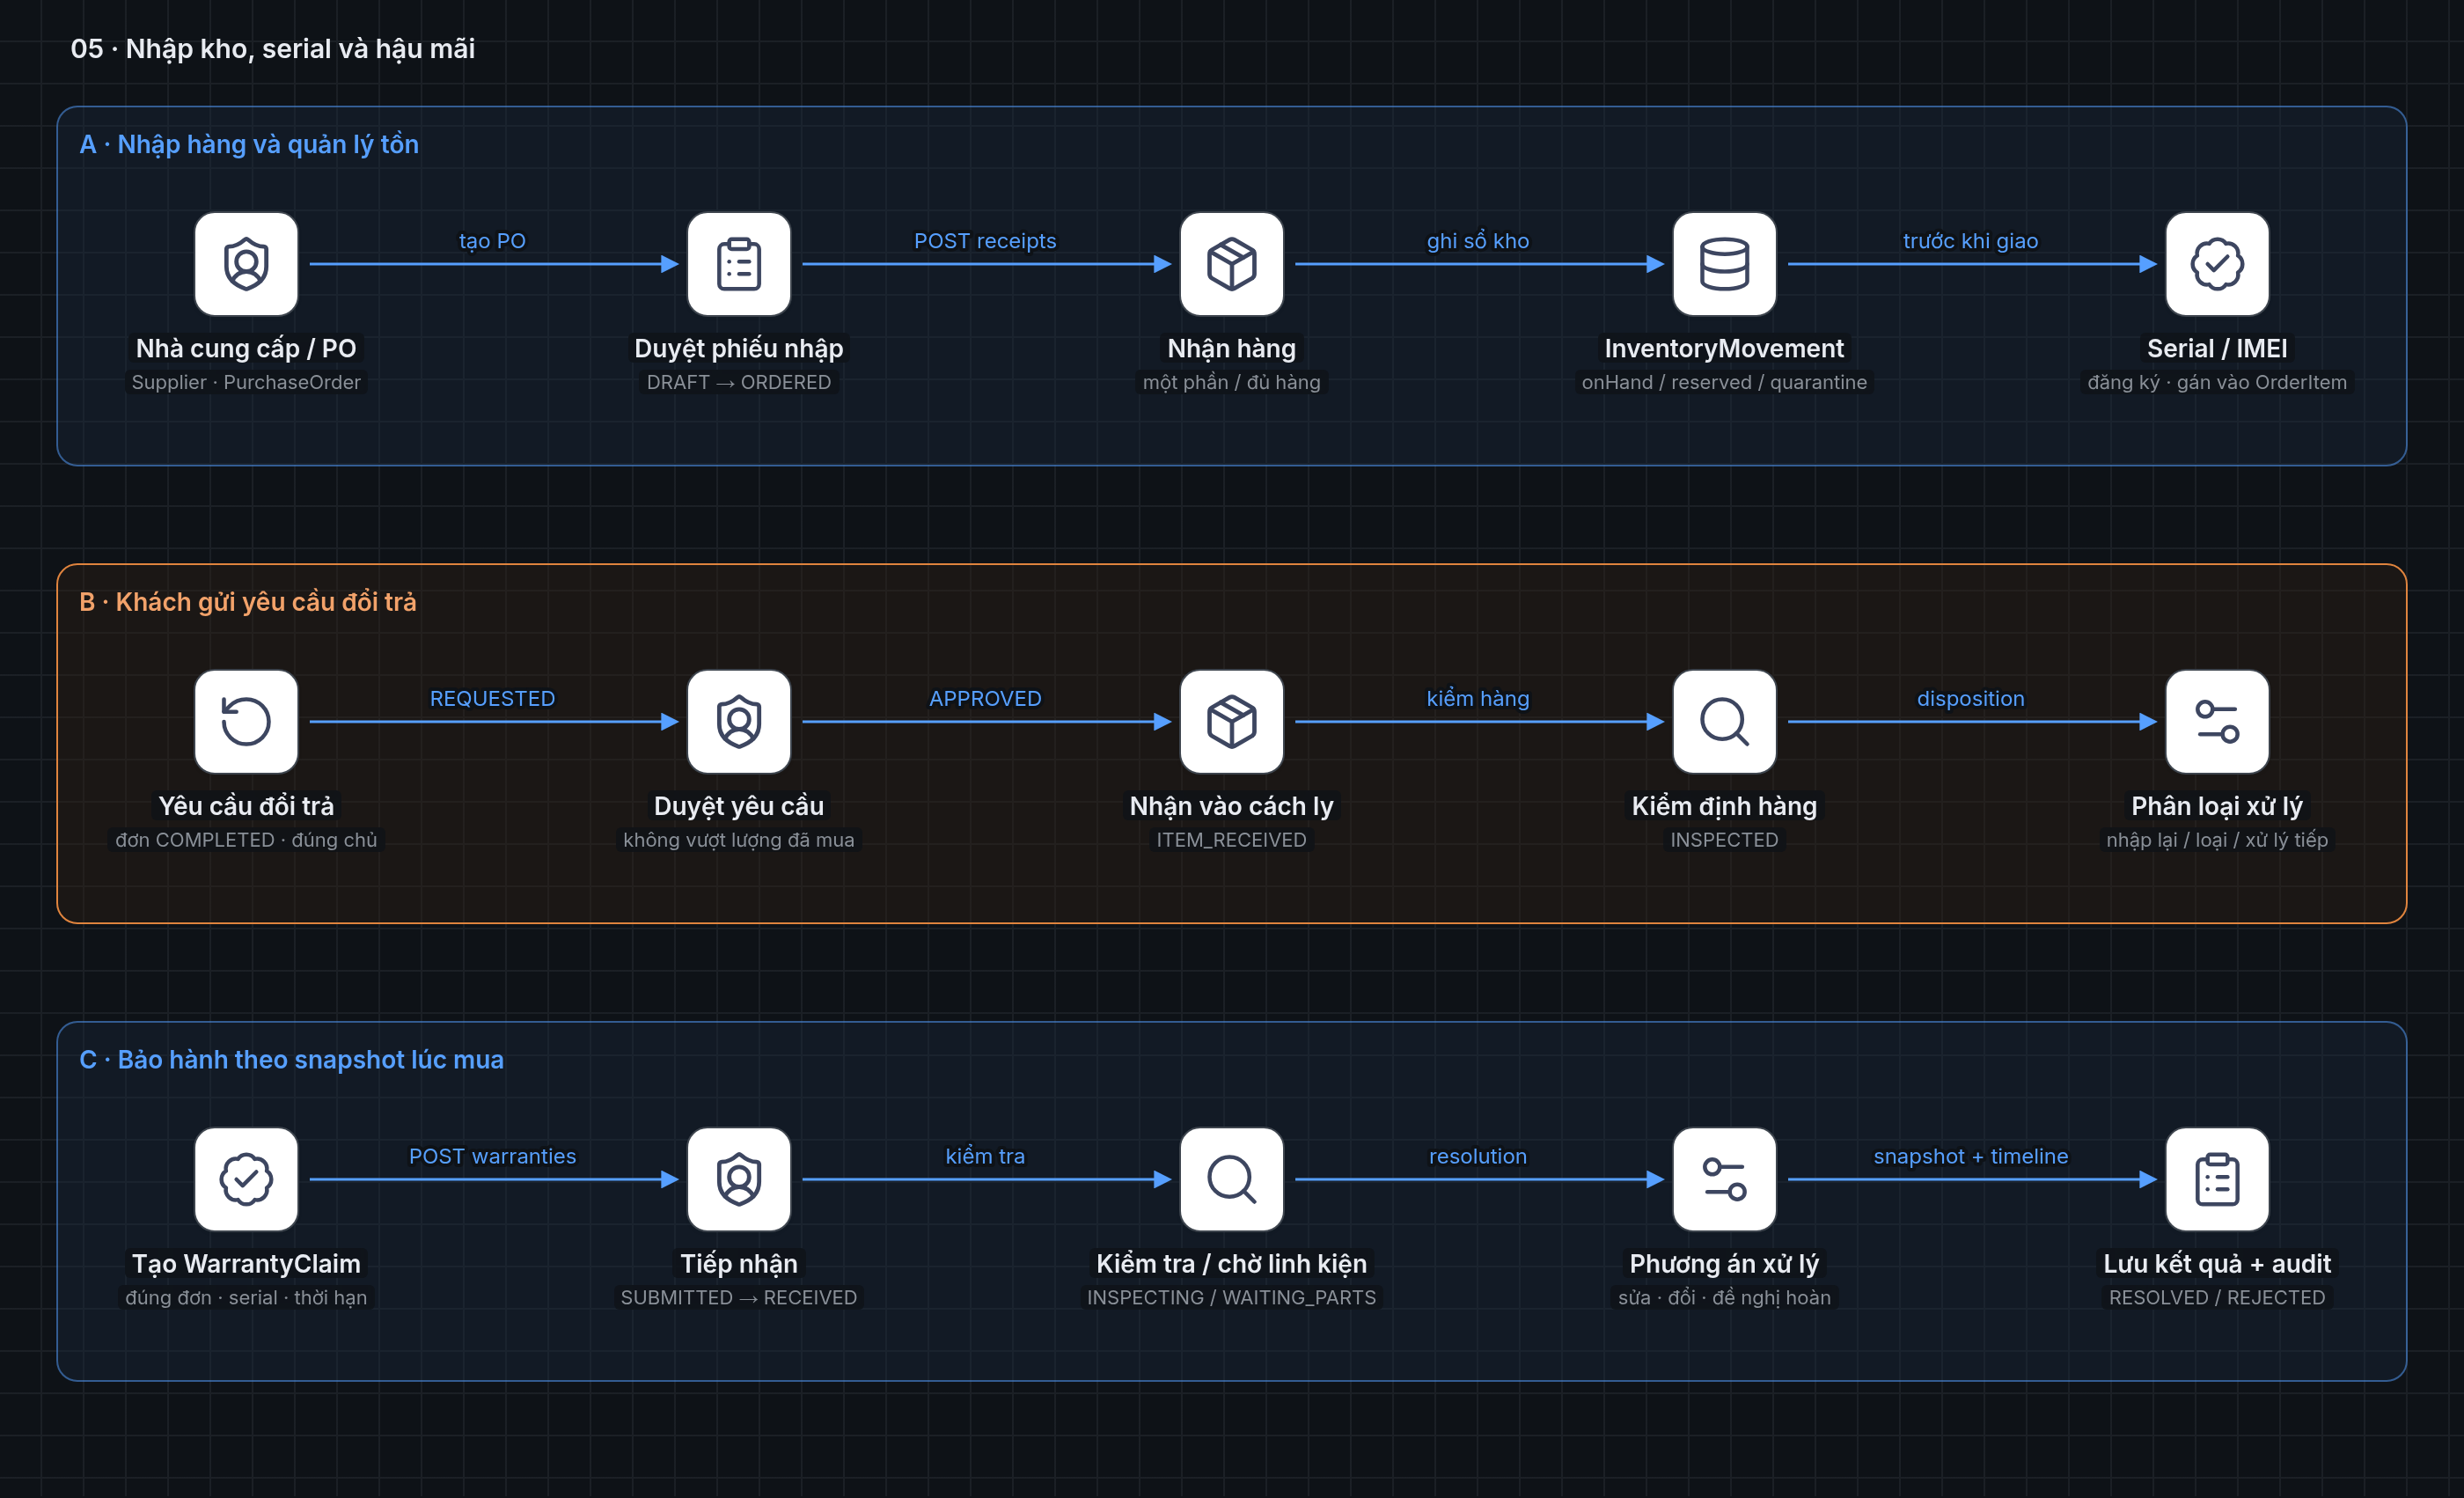 05 · Nhập kho, serial và hậu mãi
A · Nhập hàng và quản lý tồn
tạo PO
POST receipts
ghi sổ kho
trước khi giao
Nhà cung cấp / PO
Supplier · PurchaseOrder
Duyệt phiếu nhập
DRAFT → ORDERED
Nhận hàng
một phần / đủ hàng
InventoryMovement
onHand / reserved / quarantine
Serial / IMEI
đăng ký · gán vào OrderItem
B · Khách gửi yêu cầu đổi trả
REQUESTED
APPROVED
kiểm hàng
disposition
Yêu cầu đổi trả
đơn COMPLETED · đúng chủ
Duyệt yêu cầu
không vượt lượng đã mua
Nhận vào cách ly
ITEM_RECEIVED
Kiểm định hàng
INSPECTED
Phân loại xử lý
nhập lại / loại / xử lý tiếp
C · Bảo hành theo snapshot lúc mua
POST warranties
kiểm tra
resolution
snapshot + timeline
Tạo WarrantyClaim
đúng đơn · serial · thời hạn
Tiếp nhận
SUBMITTED → RECEIVED
Kiểm tra / chờ linh kiện
INSPECTING / WAITING_PARTS
Phương án xử lý
sửa · đổi · đề nghị hoàn
Lưu kết quả + audit
RESOLVED / REJECTED